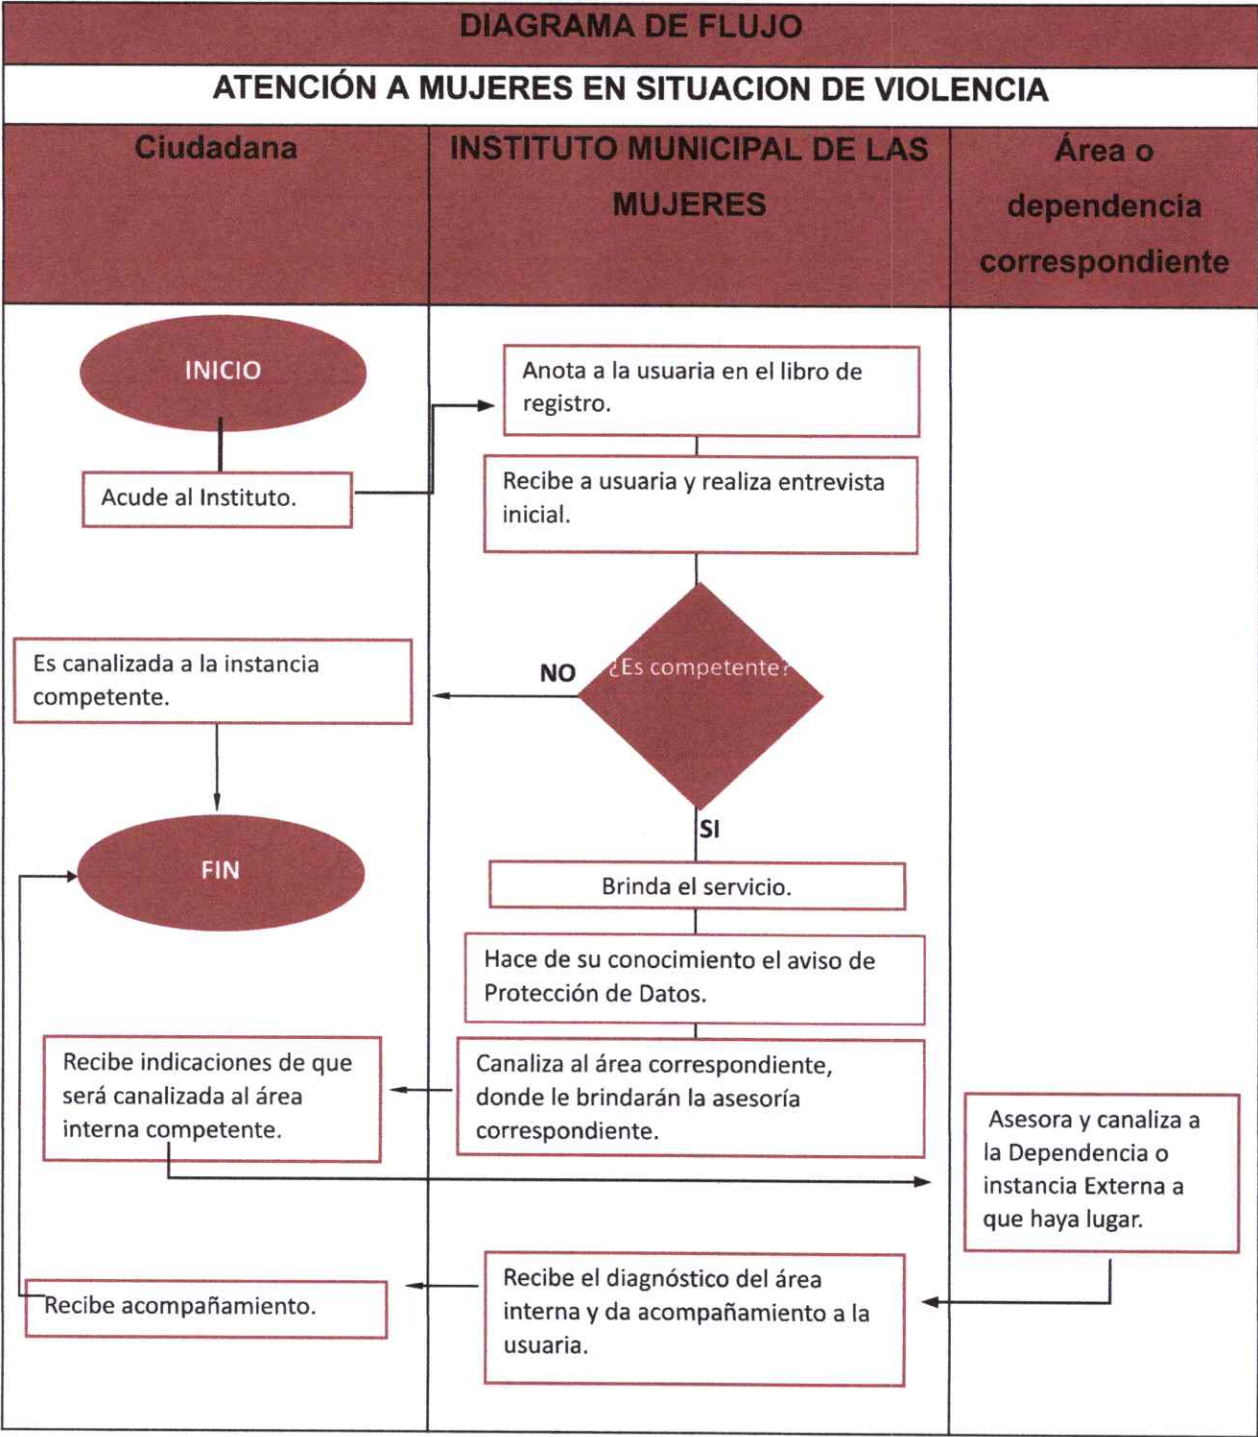 DIAGRAMA DE FLUJO
ATENCIÓN A MUJERES EN SITUACION DE VIOLENCIA
Ciudadana
INSTITUTO MUNICIPAL DE LAS
MUJERES
Área o
dependencia
correspondiente
INICIO
Acude al Instituto.
Anota a la usuaria en el libro de
registro.
Recibe a usuaria y realiza entrevista
inicial.
¿Es competente?
NO
Es canalizada a la instancia
competente.
FIN
SI
Brinda el servicio.
Hace de su conocimiento el aviso de
Protección de Datos.
Canaliza al área correspondiente,
donde le brindarán la asesoría
correspondiente.
Recibe indicaciones de que
será canalizada al área
interna competente.
Asesora y canaliza a
la Dependencia o
instancia Externa a
que haya lugar.
Recibe el diagnóstico del área
interna y da acompañamiento a la
usuaria.
Recibe acompañamiento.